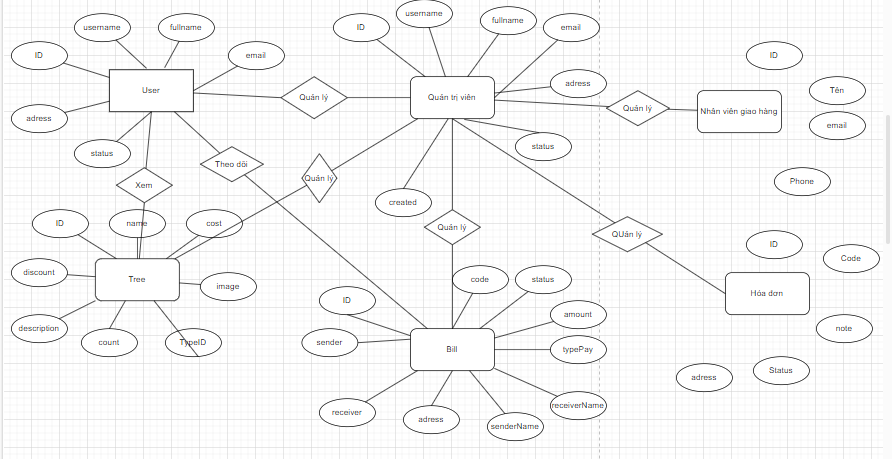 username
fullname
ID
email
User
adress
status
Quản lý
username
fullname
ID
email
Quản trị viên
adress
status
created
Quản lý
Nhân viên giao hàng
ID
Tên
email
Phone
Theo dõi
Xem
Quản lý
Quản lý
QUản lý
ID
name
cost
discount
Tree
image
description
count
TypeID
ID
code
status
sender
amount
Bill
typePay
receiver
adress
senderName
receiverName
ID
Code
Hóa đơn
note
Status
adress